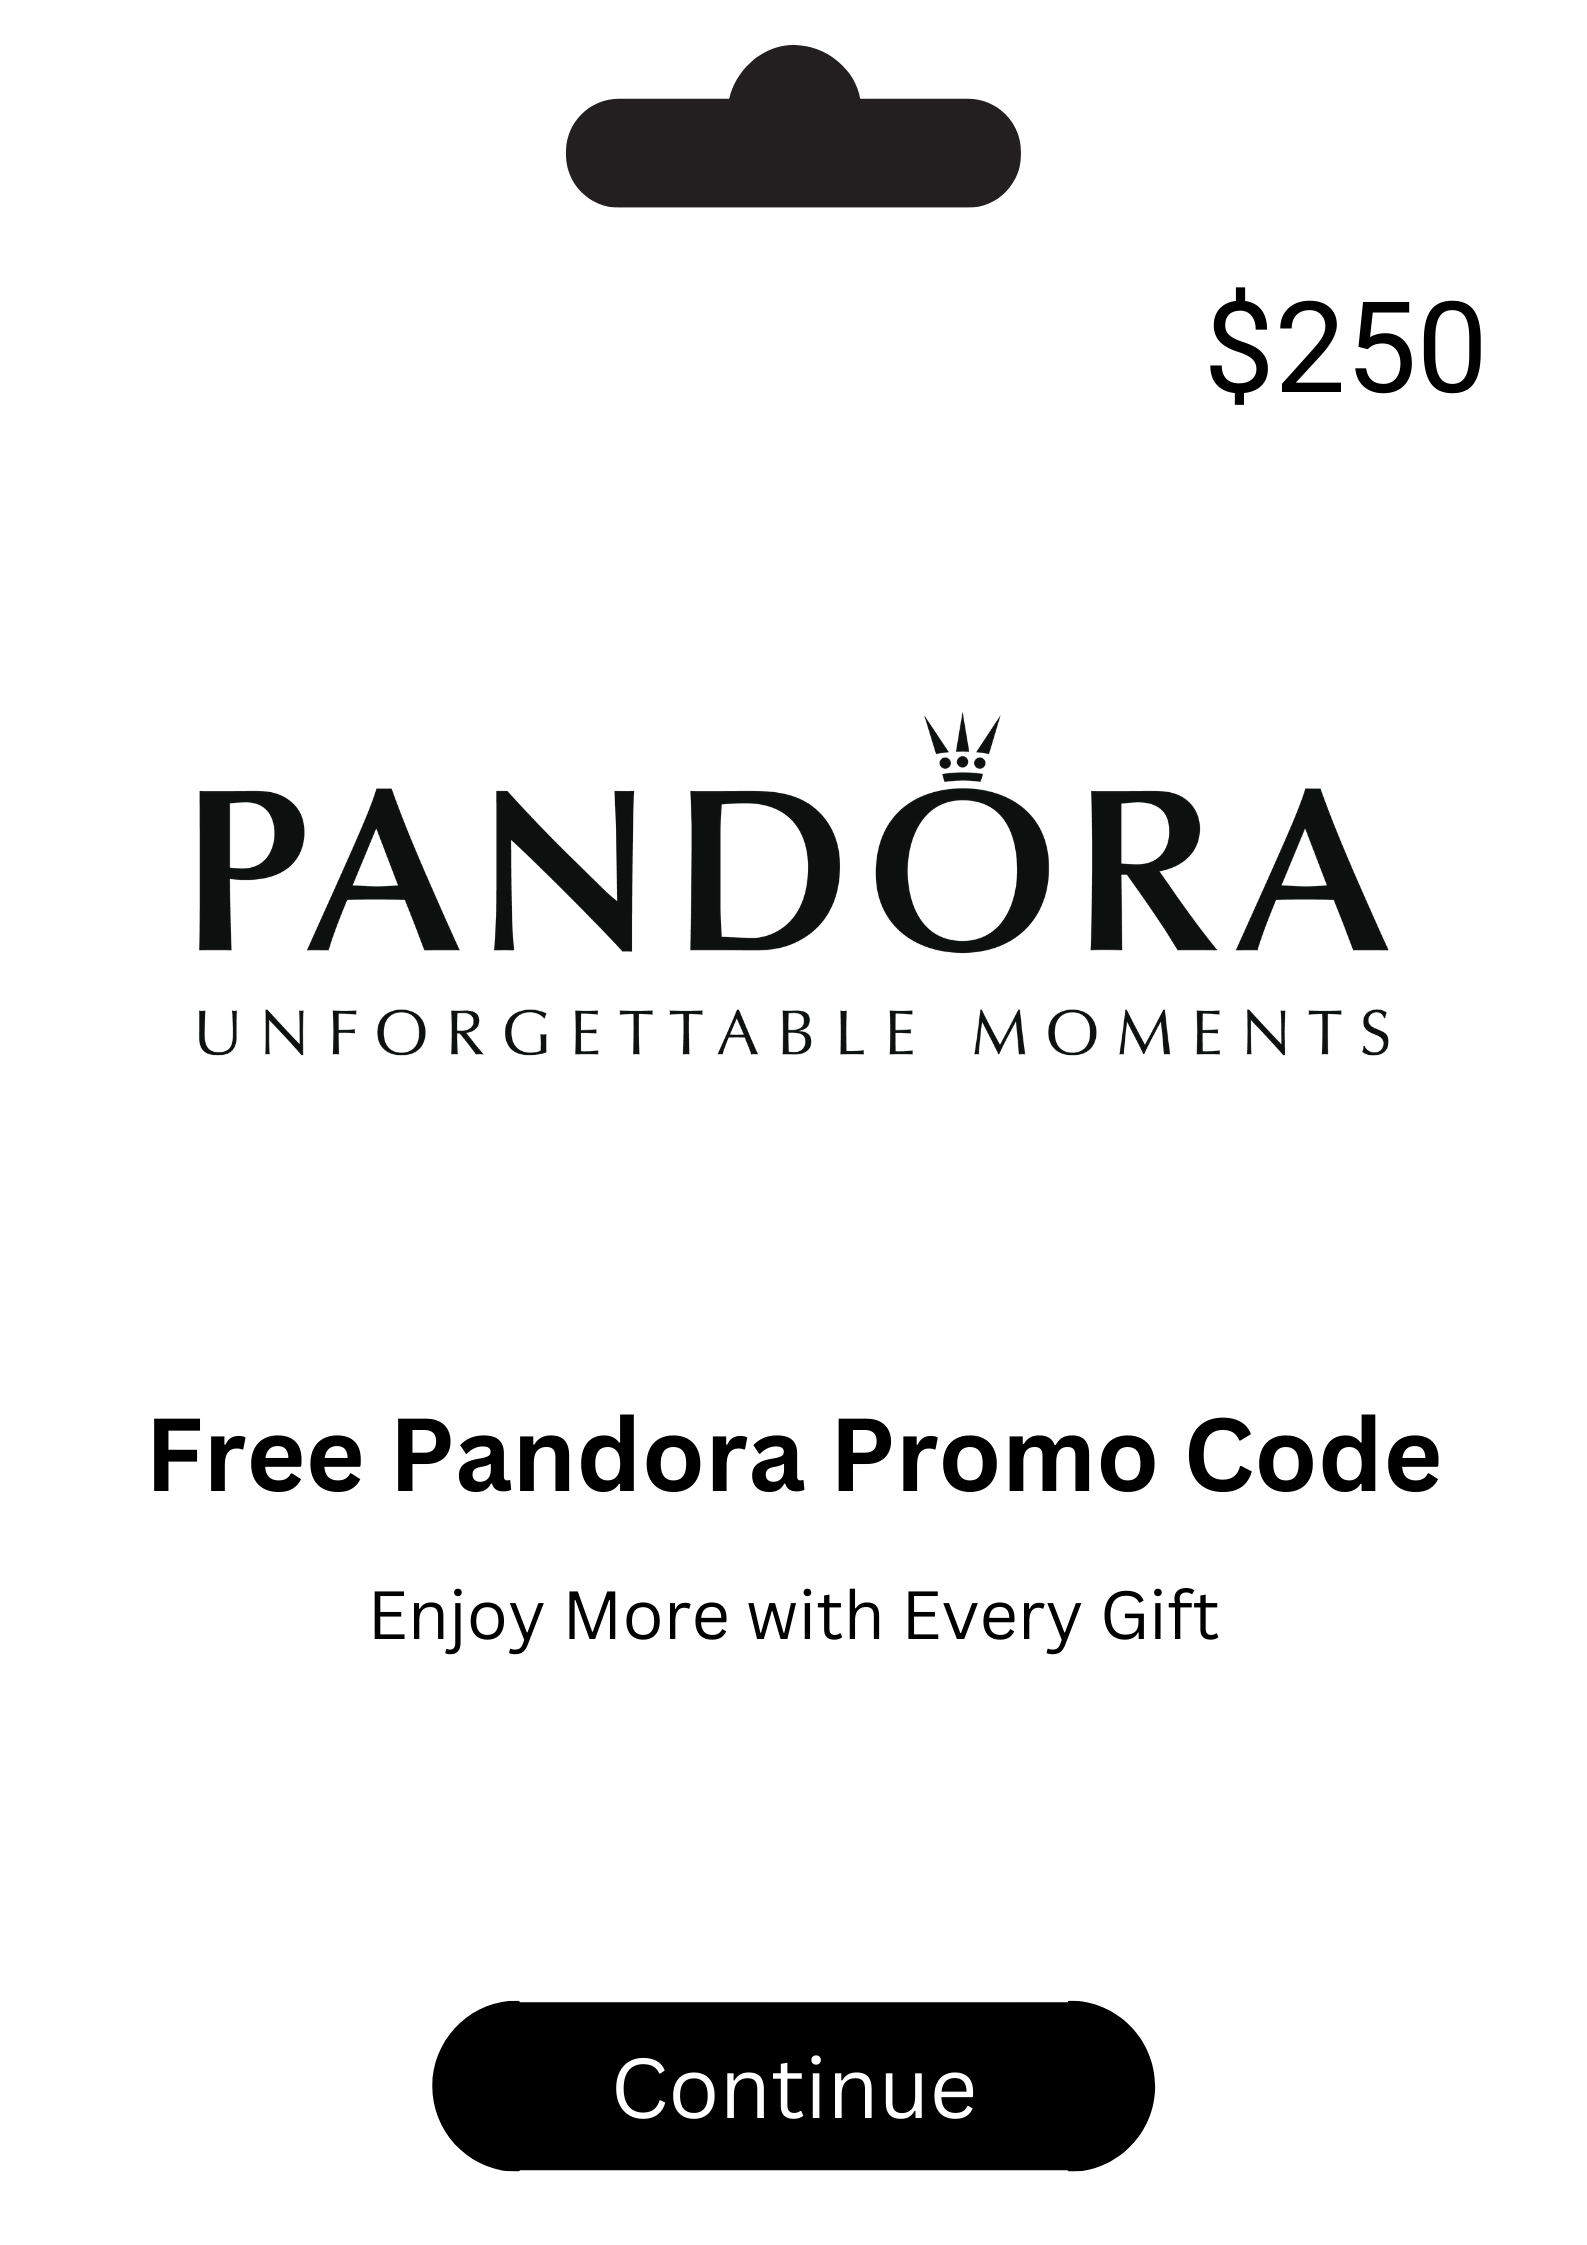 $250
PANDORA
UNFORGETTABLE MOMENTS
Free Pandora Promo Code
Enjoy More with Every Gift
Continue